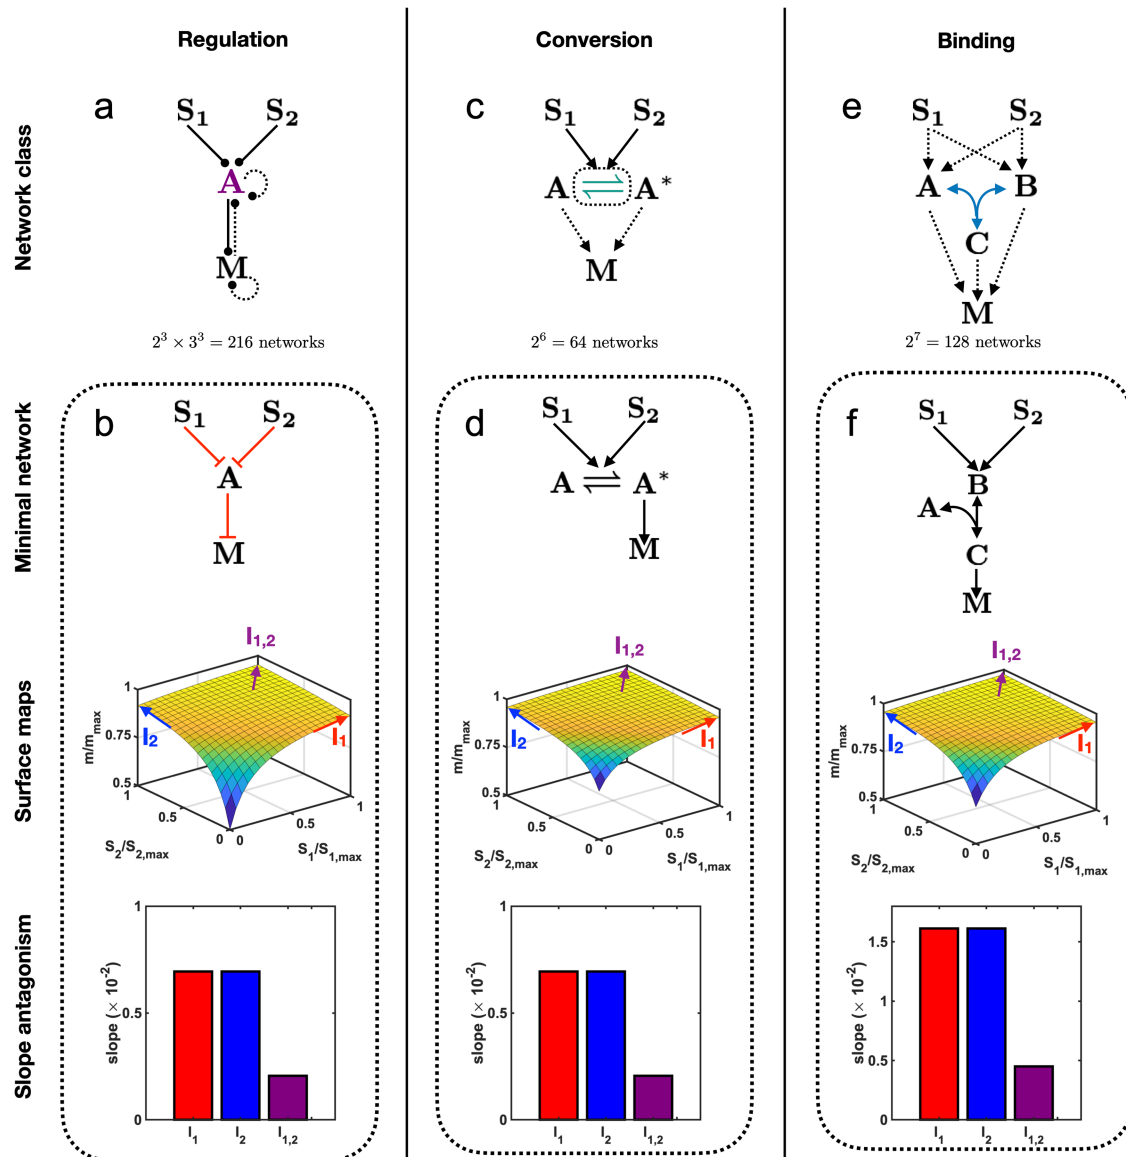 Regulation
Conversion
Binding
Network class
a
S1
S2
A
M
2^3 × 3^3 = 216 networks
c
S1
S2
A
A*
M
2^6 = 64 networks
e
S1
S2
A
B
C
M
2^7 = 128 networks
Minimal network
b
S1
S2
A
M
d
S1
S2
A
A*
M
f
S1
S2
B
A
C
M
Surface maps
I1,2
I2
I1
m/mmax
1
0.75
0.5
1
0.5
0
0
0.5
1
S2/S2,max
S1/S1,max
I1,2
I2
I1
m/mmax
1
0.75
0.5
1
0.5
0
0
0.5
1
S2/S2,max
S1/S1,max
I1,2
I2
I1
m/mmax
1
0.75
0.5
1
0.5
0
0
0.5
1
S2/S2,max
S1/S1,max
Slope antagonism
slope (× 10^-2)
1
0.5
0
I1
I2
I1,2
slope (× 10^-2)
1
0.5
0
I1
I2
I1,2
slope (× 10^-2)
1.5
1
0.5
0
I1
I2
I1,2